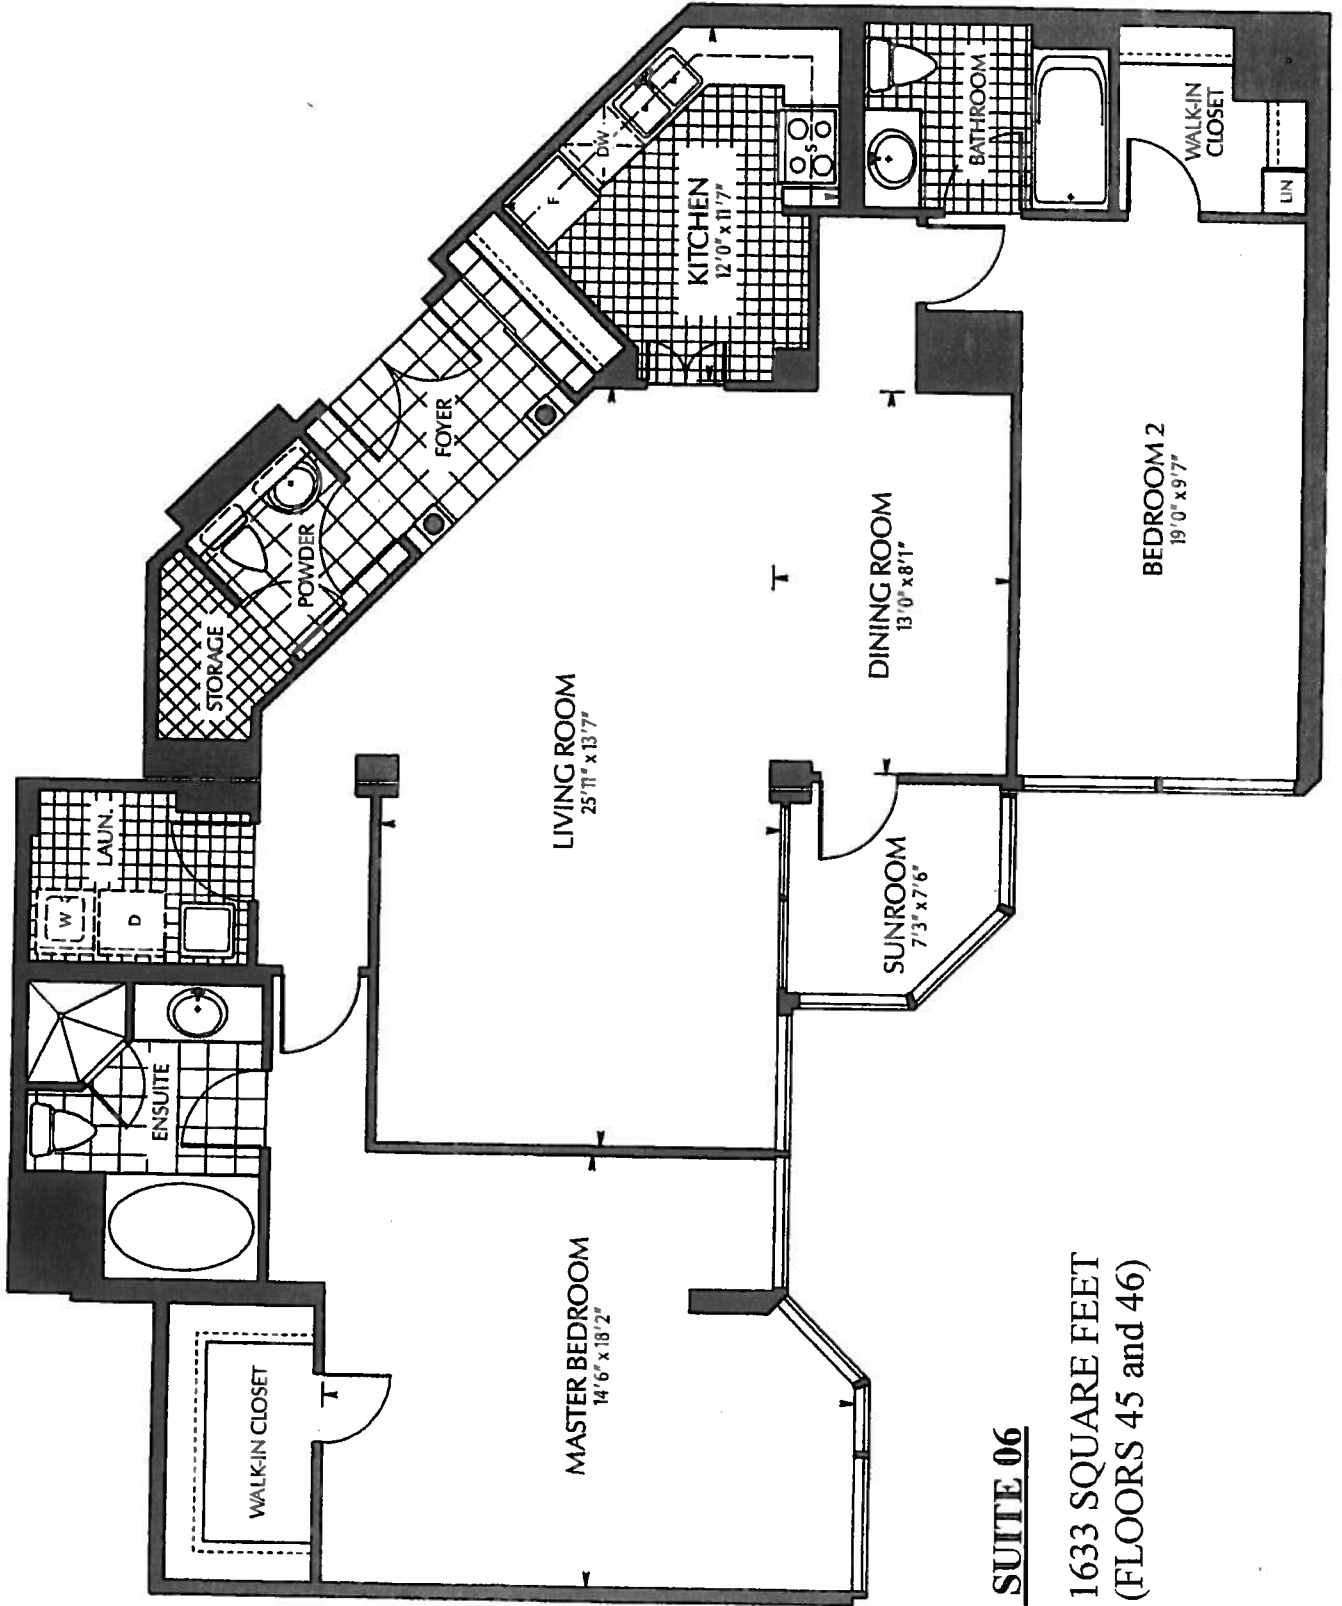 WALK-IN CLOSET
MASTER BEDROOM
14'6" x 18'2"
ENSUITE
LAUN.
W
D
STORAGE
POWDER
FOYER
LIVING ROOM
25'11" x 13'7"
SUNROOM
7'3" x 7'6"
DINING ROOM
13'0" x 8'1"
KITCHEN
12'0" x 11'7"
F
DW
S
BATHROOM
WALK-IN
CLOSET
LIN
BEDROOM 2
19'0" x 9'7"
SUITE 06
1633 SQUARE FEET
(FLOORS 45 and 46)